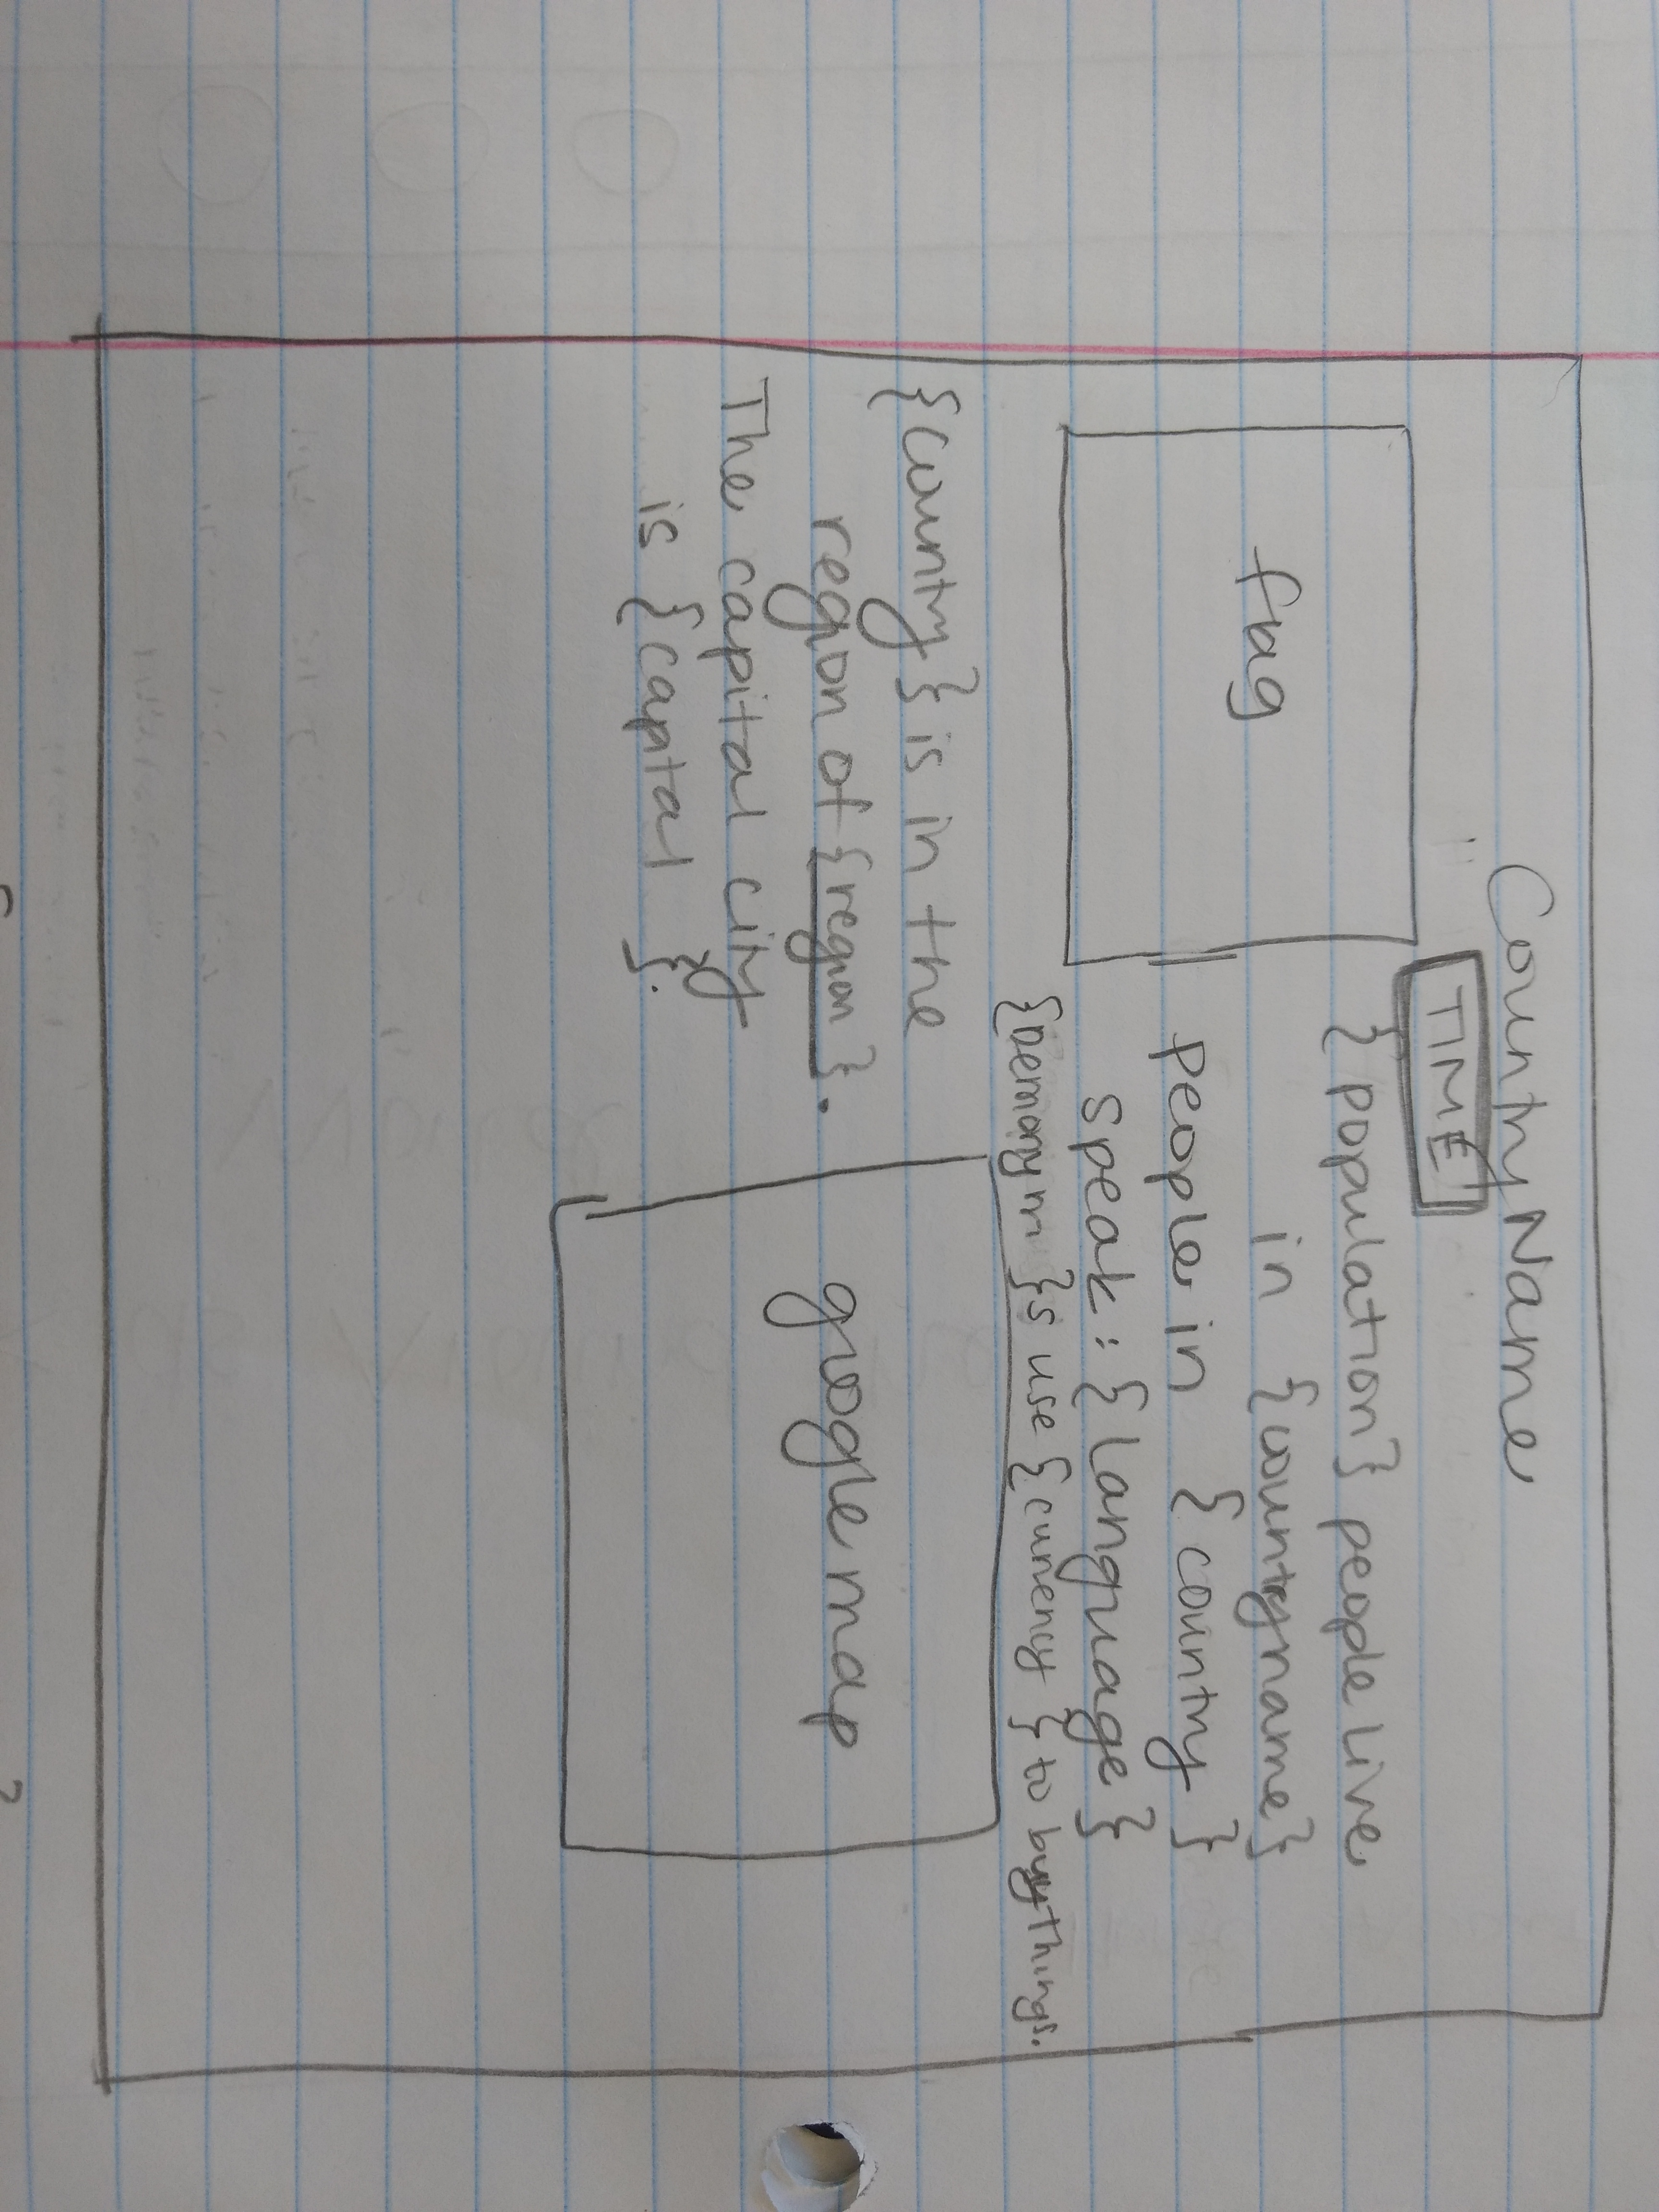 Country Name
TIME
flag
{population} people live
in {countryname}
people in {country}
speak: {language}
{Demonym}s use {currency} to buy things.
{country} is in the
region of {region}.
The capital city
is {capital}.
google map